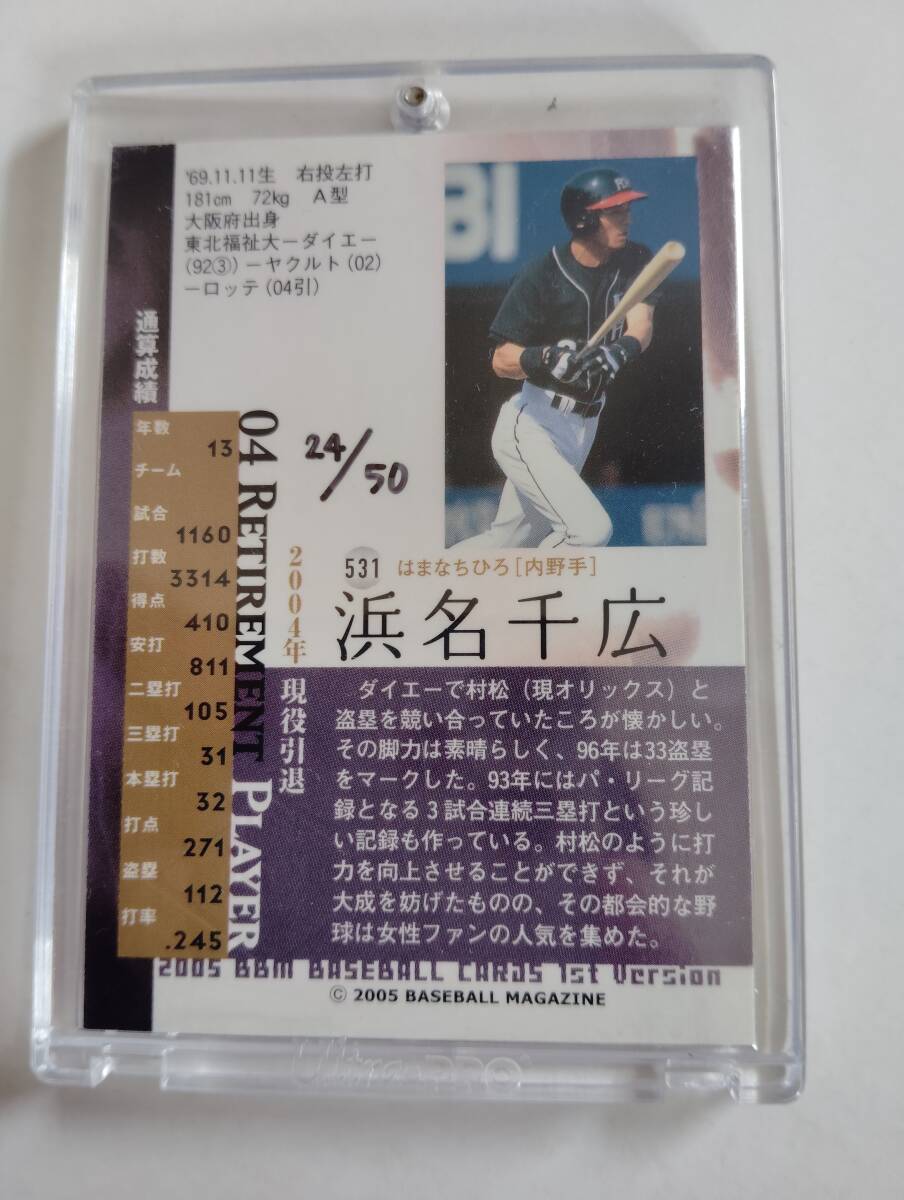 '69.11.11生　右投左打
181cm　72kg　A型
大阪府出身
東北福祉大ーダイエー
(92③)ーヤクルト(02)
ーロッテ(04引)
通算成績
年数
13
チーム
試合
1160
打数
3314
得点
410
安打
811
二塁打
105
三塁打
31
本塁打
32
打点
271
盗塁
112
打率
.245
04 RETIREMENT PLAYER
24/50
2004年
現役引退
531 はまなちひろ[内野手]
浜名千広
ダイエーで村松（現オリックス）と
盗塁を競い合っていたころが懐かしい。
その脚力は素晴らしく、96年は33盗塁
をマークした。93年にはパ・リーグ記
録となる3試合連続三塁打という珍し
い記録も作っている。村松のように打
力を向上させることができず、それが
大成を妨げたものの、その都会的な野
球は女性ファンの人気を集めた。
2005 BBM BASEBALL CARDS 1st Version
© 2005 BASEBALL MAGAZINE
Ultra PRO